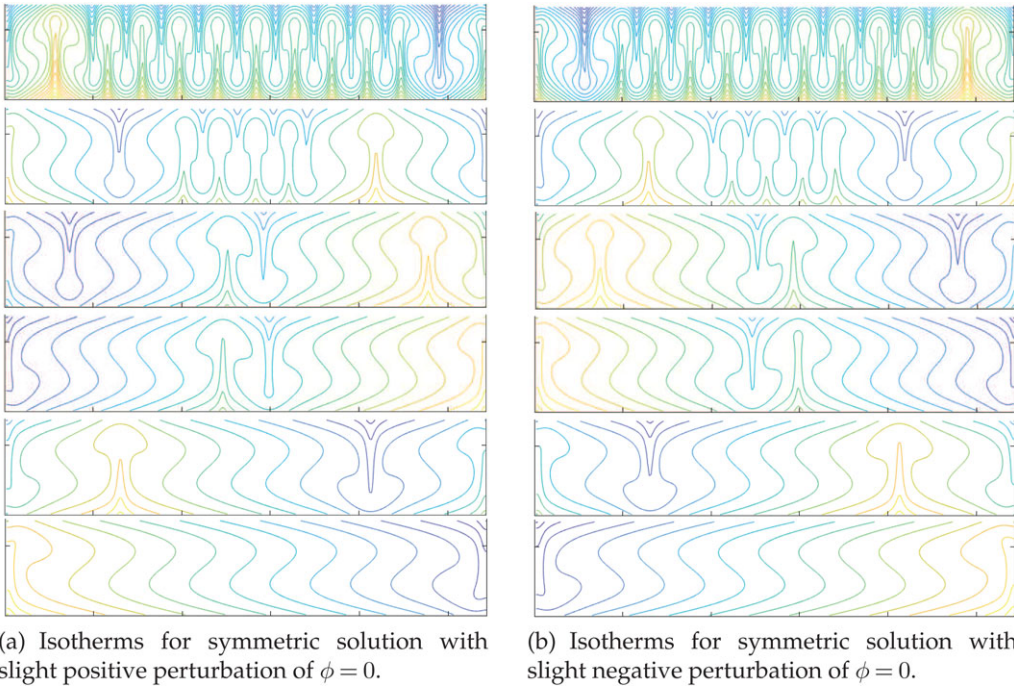 (a) Isotherms for symmetric solution with
slight positive perturbation of ϕ = 0.
(b) Isotherms for symmetric solution with
slight negative perturbation of ϕ = 0.